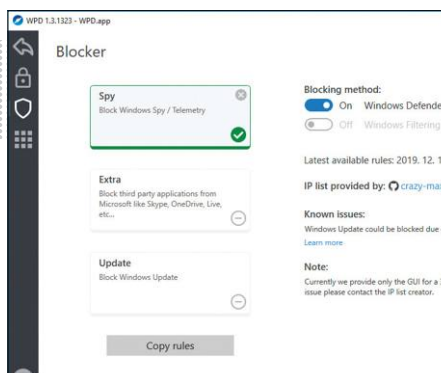 WPD 1.3.1323 - WPD.app
Blocker
Spy
Block Windows Spy / Telemetry
Extra
Block third party applications from
Microsoft like Skype, OneDrive, Live,
etc...
Update
Block Windows Update
Copy rules
Blocking method:
On Windows Defende
Off Windows Filtering
Latest available rules: 2019. 12. 1
IP list provided by: crazy-ma
Known issues:
Windows Update could be blocked due
Learn more
Note:
Currently we provide only the GUI for a
issue please contact the IP list creator.